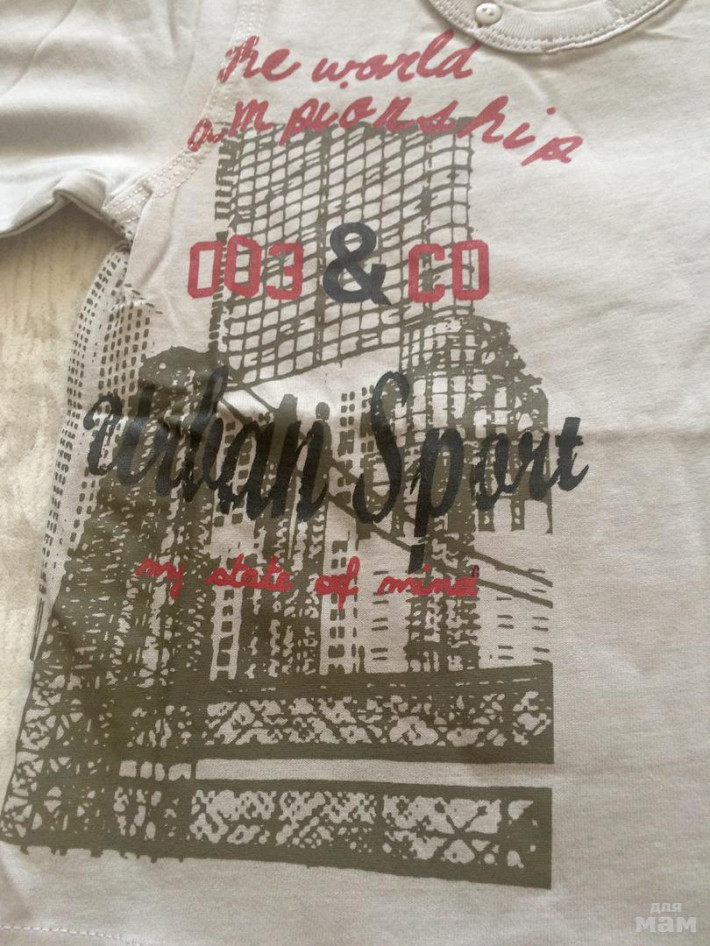 The world
ampionship
003 & CO
Urban Sport
my state of mind
для
мам